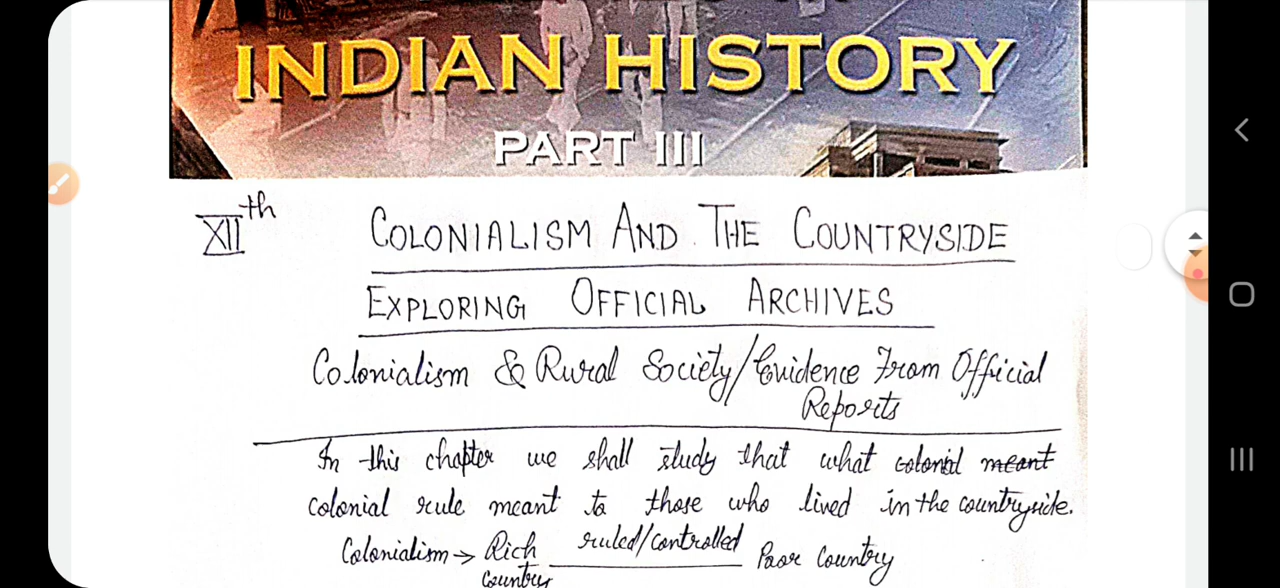 INDIAN HISTORY
PART III
XIIth
COLONIALISM AND THE COUNTRYSIDE
EXPLORING OFFICIAL ARCHIVES
Colonialism & Rural Society/Evidence From Official
Reports
In this chapter we shall study that what colonial meant
colonial rule meant to those who lived in the countryside.
Colonialism → Rich ruled/controlled Poor Country
Country